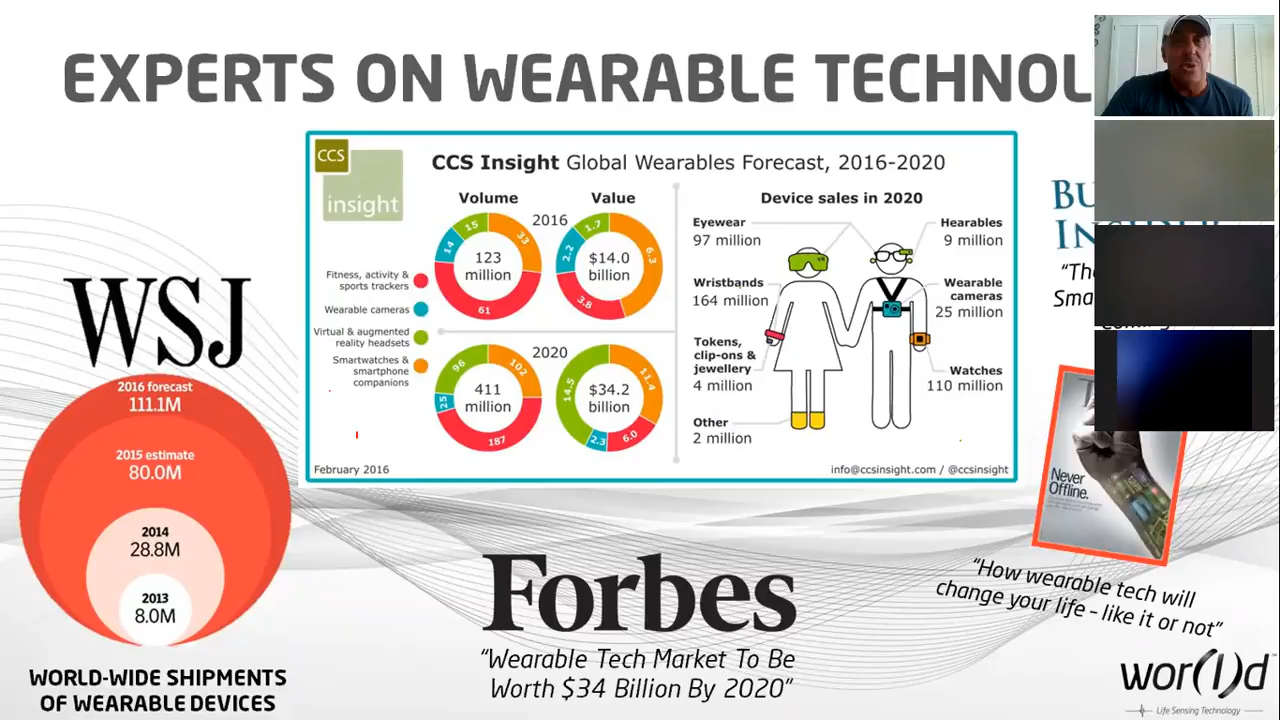 EXPERTS ON WEARABLE TECHNOL
CCS
insight
CCS Insight Global Wearables Forecast, 2016-2020
Volume
Value
2016
15
33
14
61
123
million
1.7
6.3
2.2
3.8
$14.0
billion
Fitness, activity &
sports trackers
Wearable cameras
Virtual & augmented
reality headsets
Smartwatches &
smartphone
companions
2020
96
102
25
187
411
million
14.5
11.4
2.3
6.0
$34.2
billion
February 2016
Device sales in 2020
Eyewear
97 million
Hearables
9 million
Wristbands
164 million
Wearable
cameras
25 million
Tokens,
clip-ons &
jewellery
4 million
Watches
110 million
Other
2 million
info@ccsinsight.com / @ccsinsight
WSJ
2016 forecast
111.1M
2015 estimate
80.0M
2014
28.8M
2013
8.0M
WORLD-WIDE SHIPMENTS
OF WEARABLE DEVICES
Forbes
“Wearable Tech Market To Be
Worth $34 Billion By 2020”
Never
Offline.
“How wearable tech will
change your life – like it or not”
wor(l)d
Life Sensing Technology